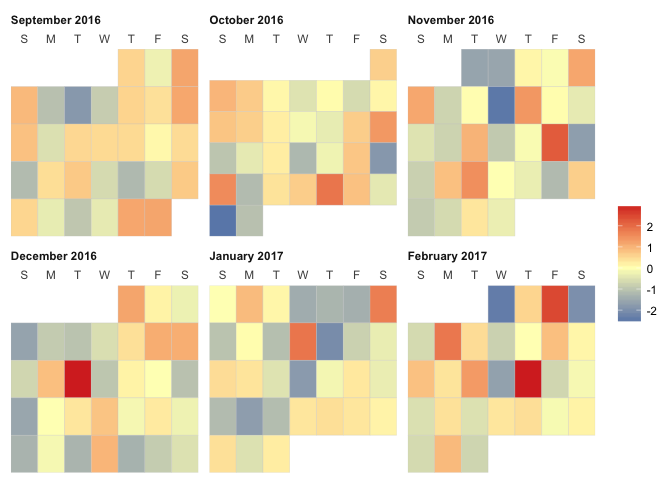 September 2016
S M T W T F S
October 2016
S M T W T F S
November 2016
S M T W T F S
December 2016
S M T W T F S
January 2017
S M T W T F S
February 2017
S M T W T F S
2
1
0
-1
-2